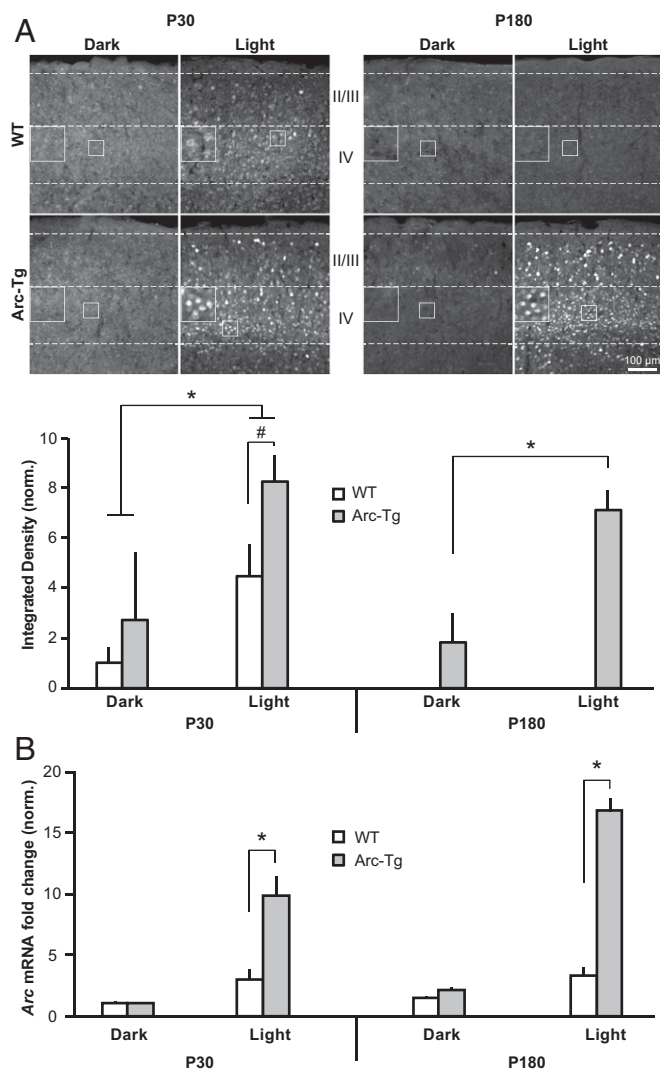 A
P30
P180
Dark
Light
Dark
Light
WT
II/III
IV
Arc-Tg
II/III
IV
100 µm
*
#
*
Integrated Density (norm.)
10
8
6
4
2
0
WT
Arc-Tg
Dark
Light
Dark
Light
P30
P180
B
Arc mRNA fold change (norm.)
20
15
10
5
0
*
*
WT
Arc-Tg
Dark
Light
Dark
Light
P30
P180